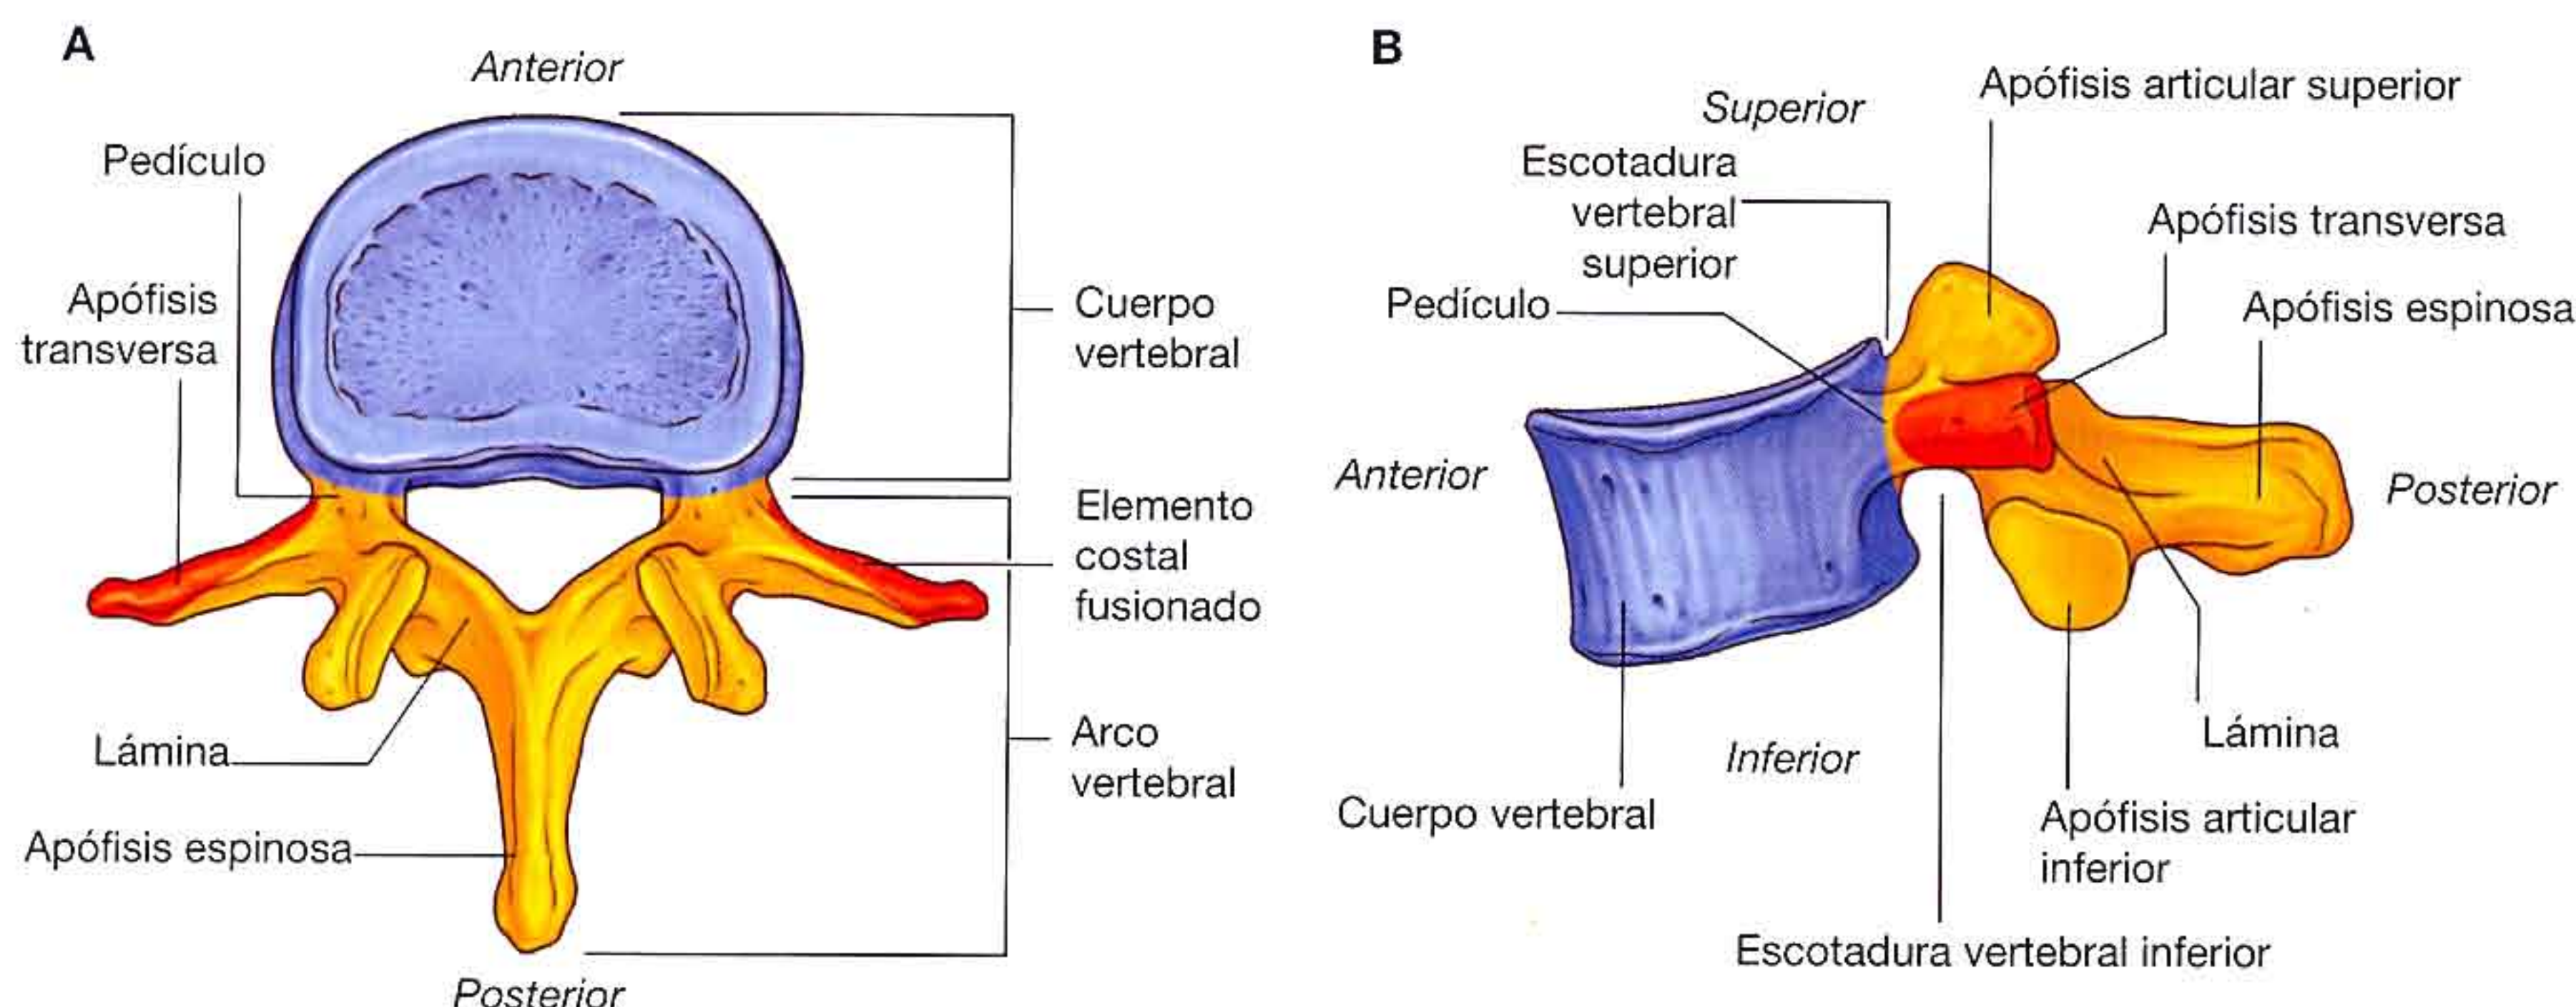 A
Anterior
Pedículo
Apófisis
transversa
Cuerpo
vertebral
Elemento
costal
fusionado
Lámina
Arco
vertebral
Apófisis espinosa
Posterior
B
Superior
Apófisis articular superior
Escotadura
vertebral
superior
Apófisis transversa
Pedículo
Apófisis espinosa
Anterior
Posterior
Inferior
Lámina
Cuerpo vertebral
Apófisis articular
inferior
Escotadura vertebral inferior